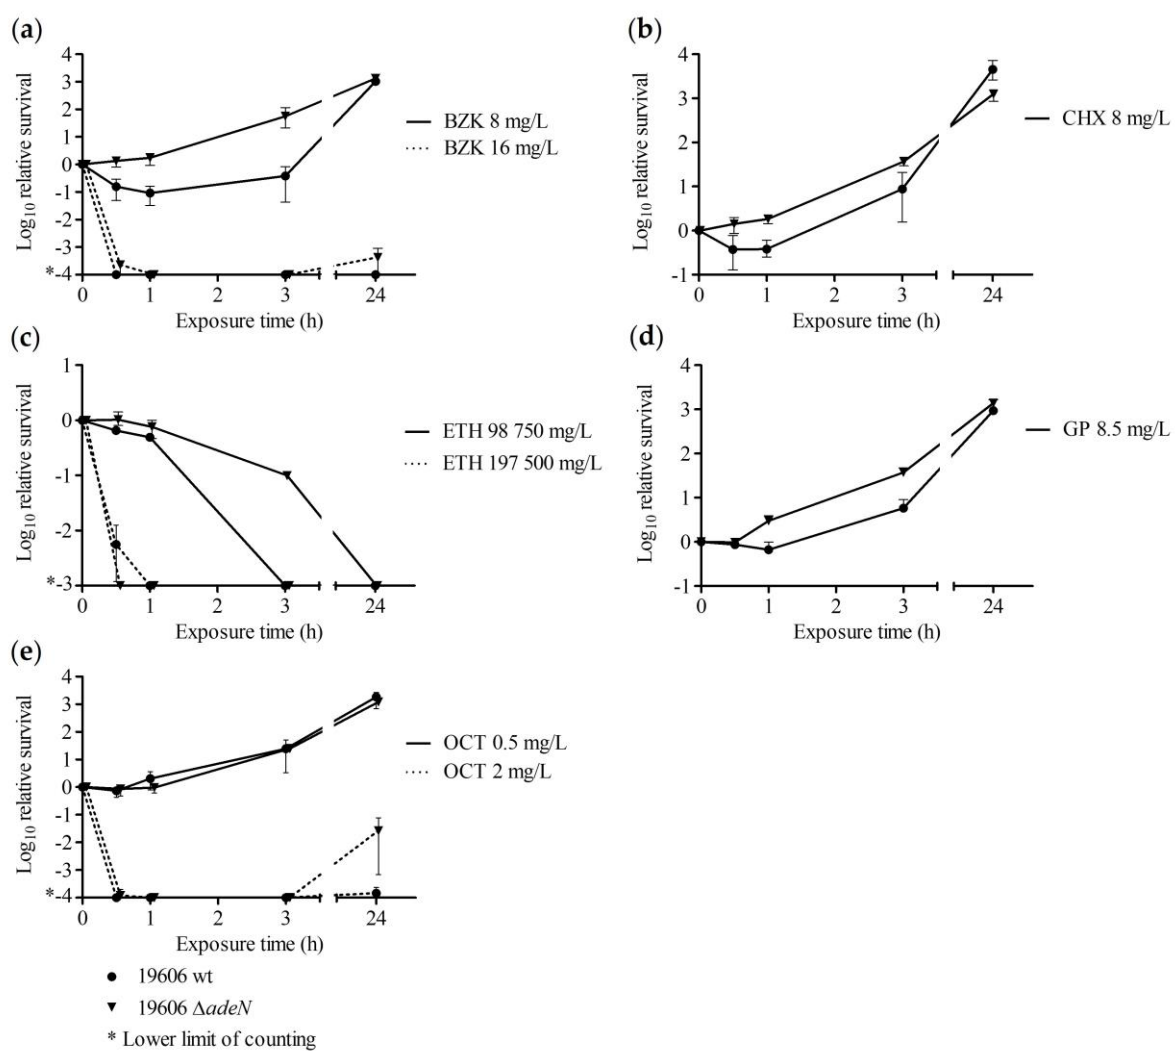 (a)
4
3
2
1
0
-1
-2
-3
*-4
Log10 relative survival
0 1 2 3 24
Exposure time (h)
BZK 8 mg/L
BZK 16 mg/L
(b)
4
3
2
1
0
-1
Log10 relative survival
0 1 2 3 24
Exposure time (h)
CHX 8 mg/L
(c)
1
0
-1
-2
*-3
Log10 relative survival
0 1 2 3 24
Exposure time (h)
ETH 98 750 mg/L
ETH 197 500 mg/L
(d)
4
3
2
1
0
-1
Log10 relative survival
0 1 2 3 24
Exposure time (h)
GP 8.5 mg/L
(e)
4
3
2
1
0
-1
-2
-3
*-4
Log10 relative survival
0 1 2 3 24
Exposure time (h)
OCT 0.5 mg/L
OCT 2 mg/L
19606 wt
19606 ΔadeN
* Lower limit of counting